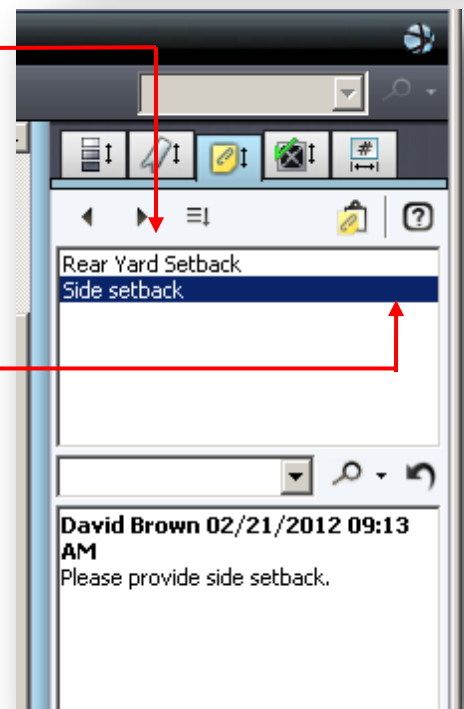 #
Rear Yard Setback
Side setback
David Brown 02/21/2012 09:13
AM
Please provide side setback.